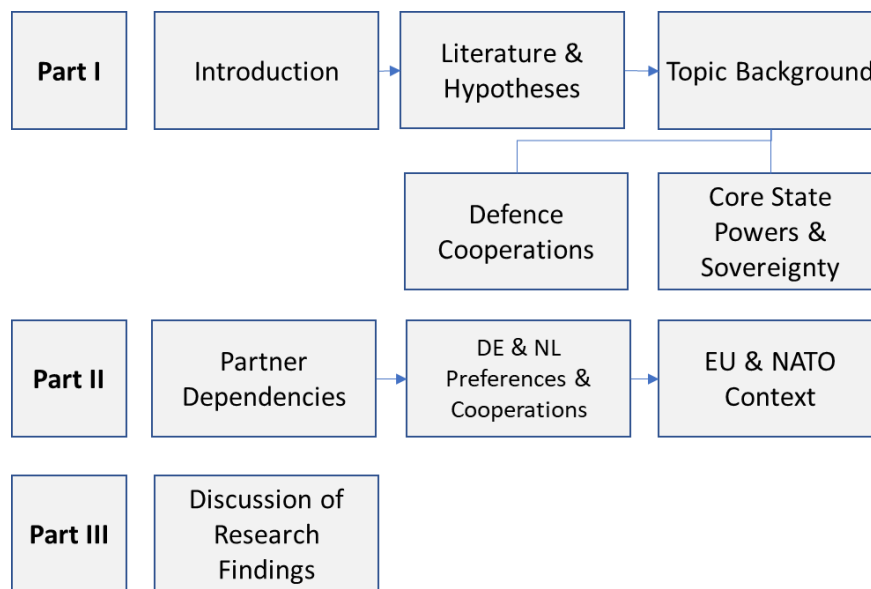 Part I
Introduction
Literature &
Hypotheses
Topic Background
Defence
Cooperations
Core State
Powers &
Sovereignty
Part II
Partner
Dependencies
DE & NL
Preferences &
Cooperations
EU & NATO
Context
Part III
Discussion of
Research
Findings